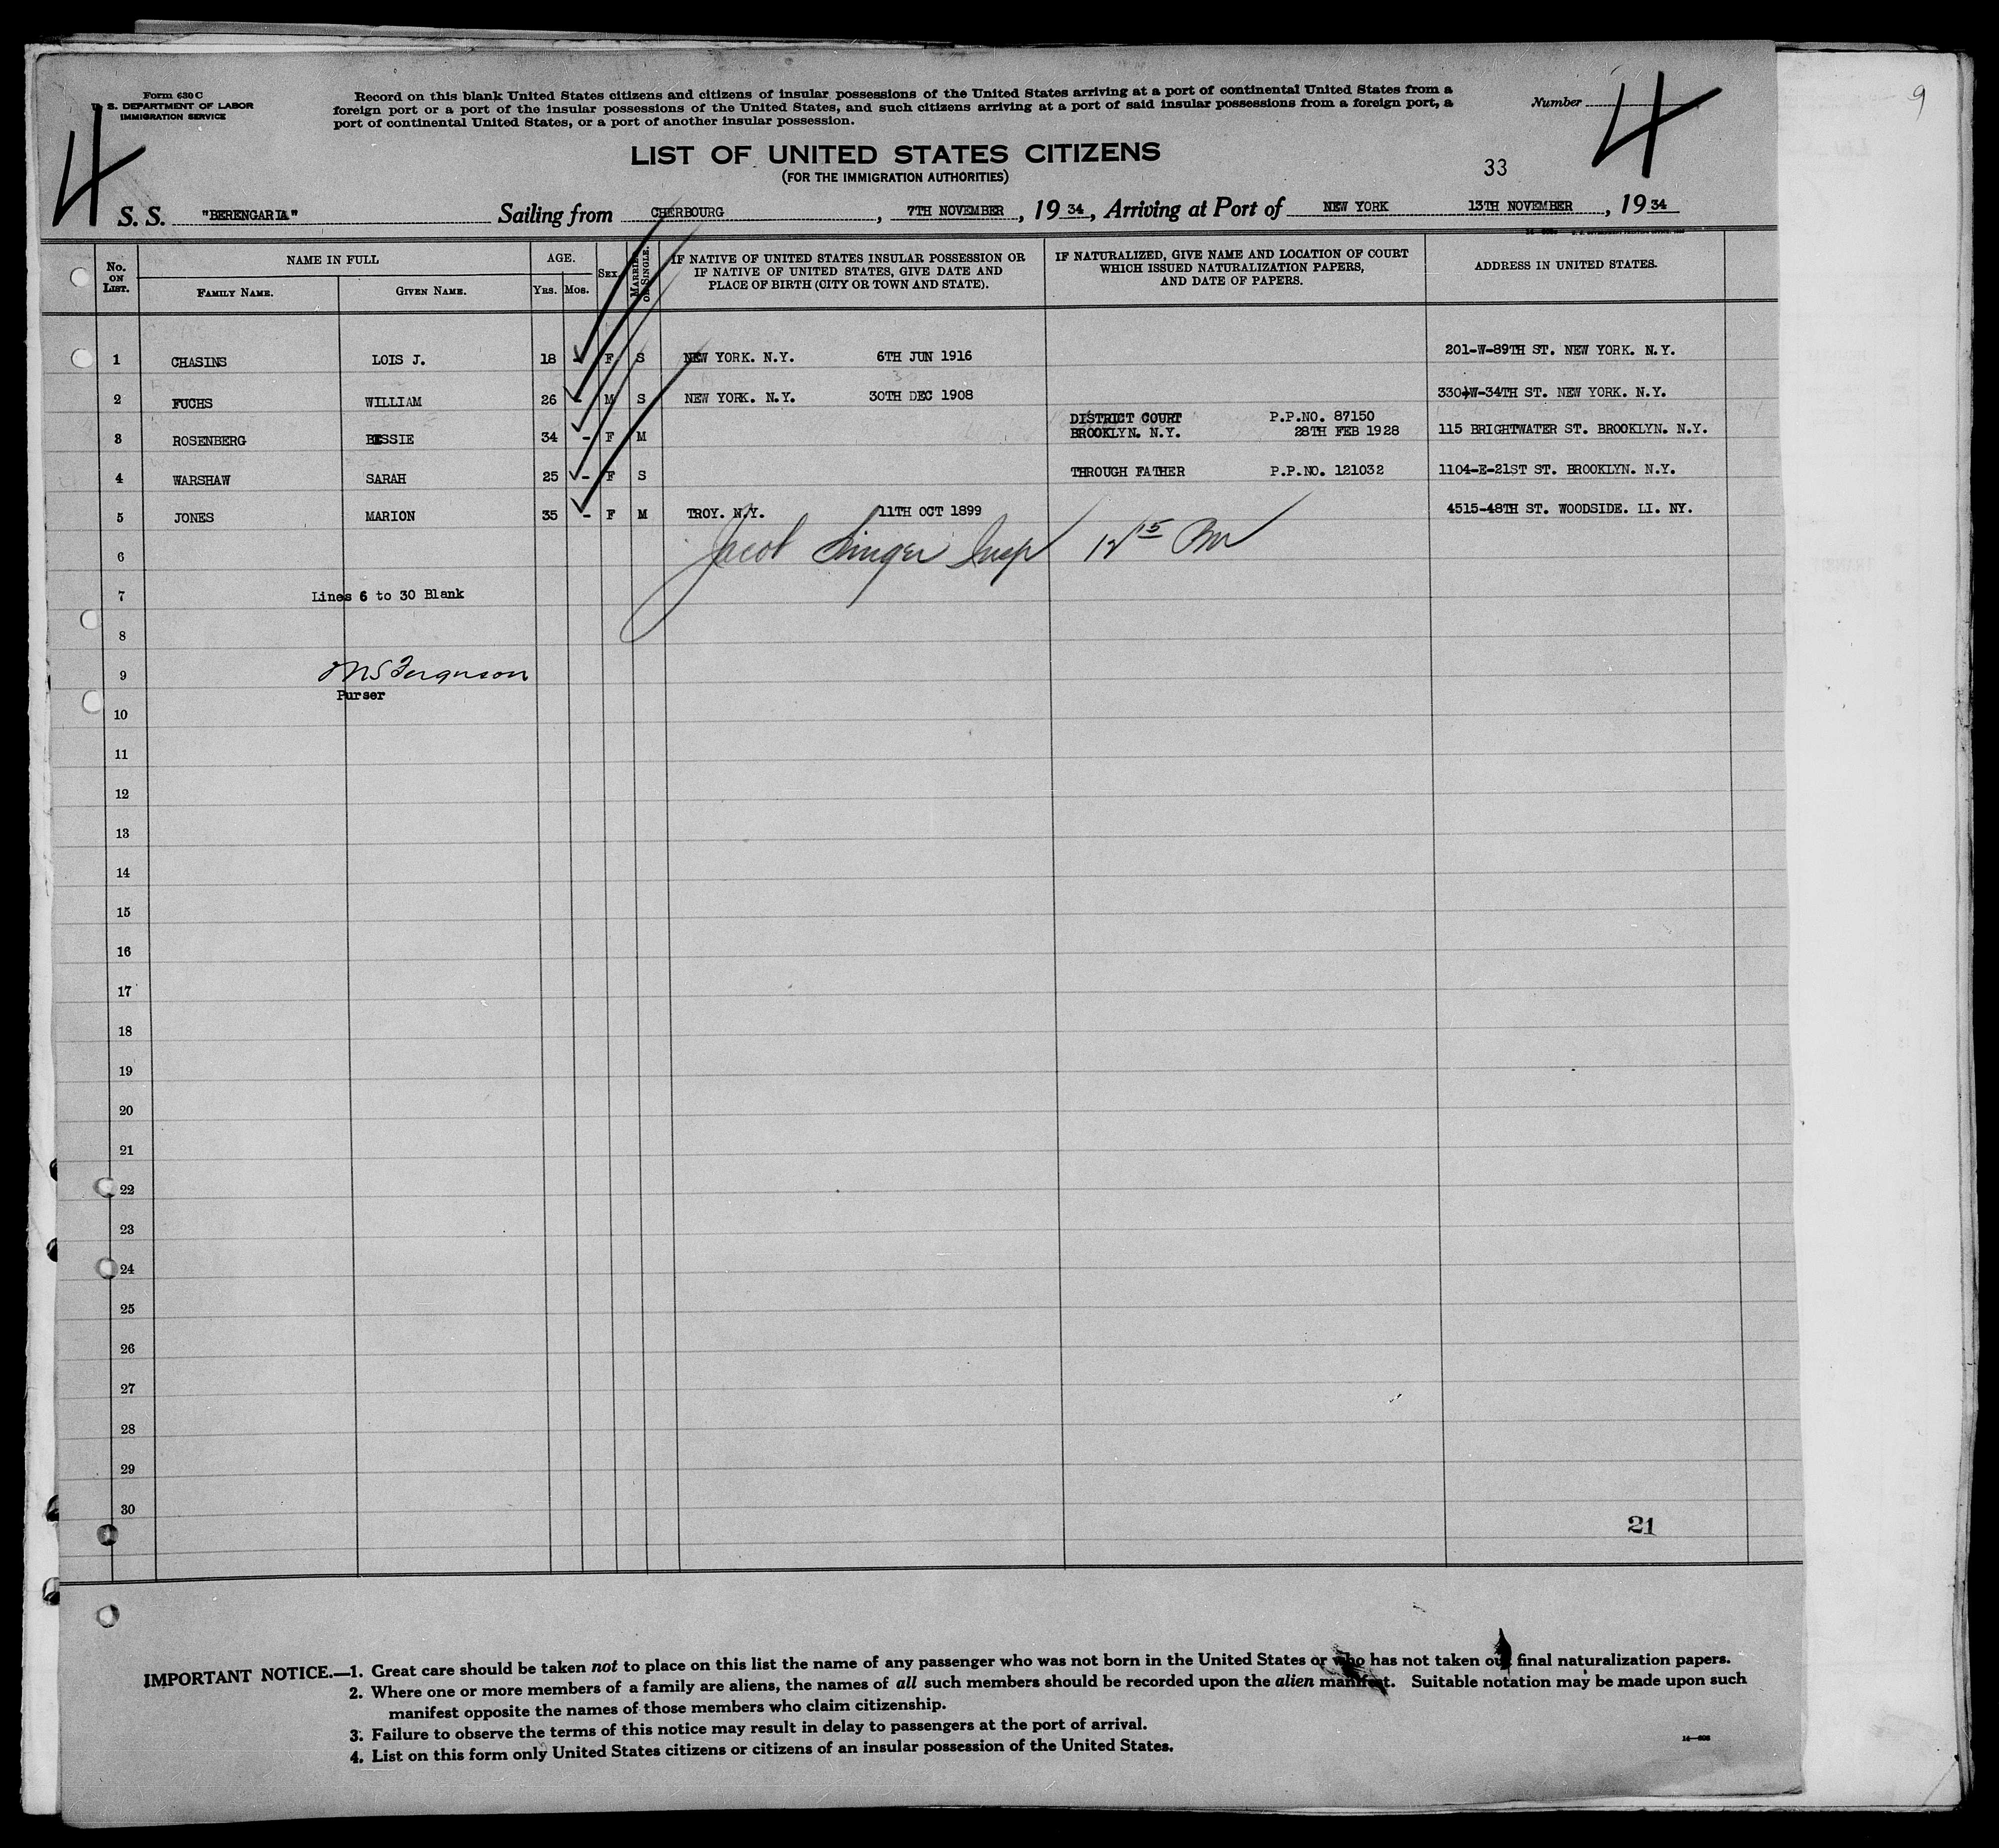 Form 630 C
U. S. DEPARTMENT OF LABOR
IMMIGRATION SERVICE
Record on this blank United States citizens and citizens of insular possessions of the United States arriving at a port of continental United States from a
foreign port or a port of the insular possessions of the United States, and such citizens arriving at a port of said insular possessions from a foreign port, a
port of continental United States, or a port of another insular possession.
Number
4
4
9
LIST OF UNITED STATES CITIZENS
(FOR THE IMMIGRATION AUTHORITIES)
33
S. S. "BERENGARIA" Sailing from CHERBOURG, 7TH NOVEMBER, 19 34, Arriving at Port of NEW YORK 13TH NOVEMBER, 19 34
No. ON LIST.
NAME IN FULL
FAMILY NAME.
GIVEN NAME.
AGE.
YRS. MOS.
SEX.
MARRIED OR SINGLE.
IF NATIVE OF UNITED STATES INSULAR POSSESSION OR
IF NATIVE OF UNITED STATES, GIVE DATE AND
PLACE OF BIRTH (CITY OR TOWN AND STATE).
IF NATURALIZED, GIVE NAME AND LOCATION OF COURT
WHICH ISSUED NATURALIZATION PAPERS,
AND DATE OF PAPERS.
ADDRESS IN UNITED STATES.
1 CHASINS LOIS J. 18 - F S NEW YORK. N.Y. 6TH JUN 1916 201-W-89TH ST. NEW YORK. N.Y.
2 FUCHS WILLIAM 26 - M S NEW YORK. N.Y. 30TH DEC 1908 330-W-34TH ST. NEW YORK. N.Y.
DISTRICT COURT P.P.NO. 87150
3 ROSENBERG BESSIE 34 - F M BROOKLYN. N.Y. 28TH FEB 1928 115 BRIGHTWATER ST. BROOKLYN. N.Y.
4 WARSHAW SARAH 25 - F S THROUGH FATHER P.P.NO. 121032 1104-E-21ST ST. BROOKLYN. N.Y.
5 JONES MARION 35 - F M TROY. N.Y. 11TH OCT 1899 4515-48TH ST. WOODSIDE. LI. NY.
6 Jacob Singer Insp 12 15 PM
7 Lines 6 to 30 Blank
8
9 Ferguson
Purser
10
11
12
13
14
15
16
17
18
19
20
21
22
23
24
25
26
27
28
29
30
21
IMPORTANT NOTICE.—1. Great care should be taken not to place on this list the name of any passenger who was not born in the United States or who has not taken out final naturalization papers.
2. Where one or more members of a family are aliens, the names of all such members should be recorded upon the alien manifest. Suitable notation may be made upon such
manifest opposite the names of those members who claim citizenship.
3. Failure to observe the terms of this notice may result in delay to passengers at the port of arrival.
4. List on this form only United States citizens or citizens of an insular possession of the United States.